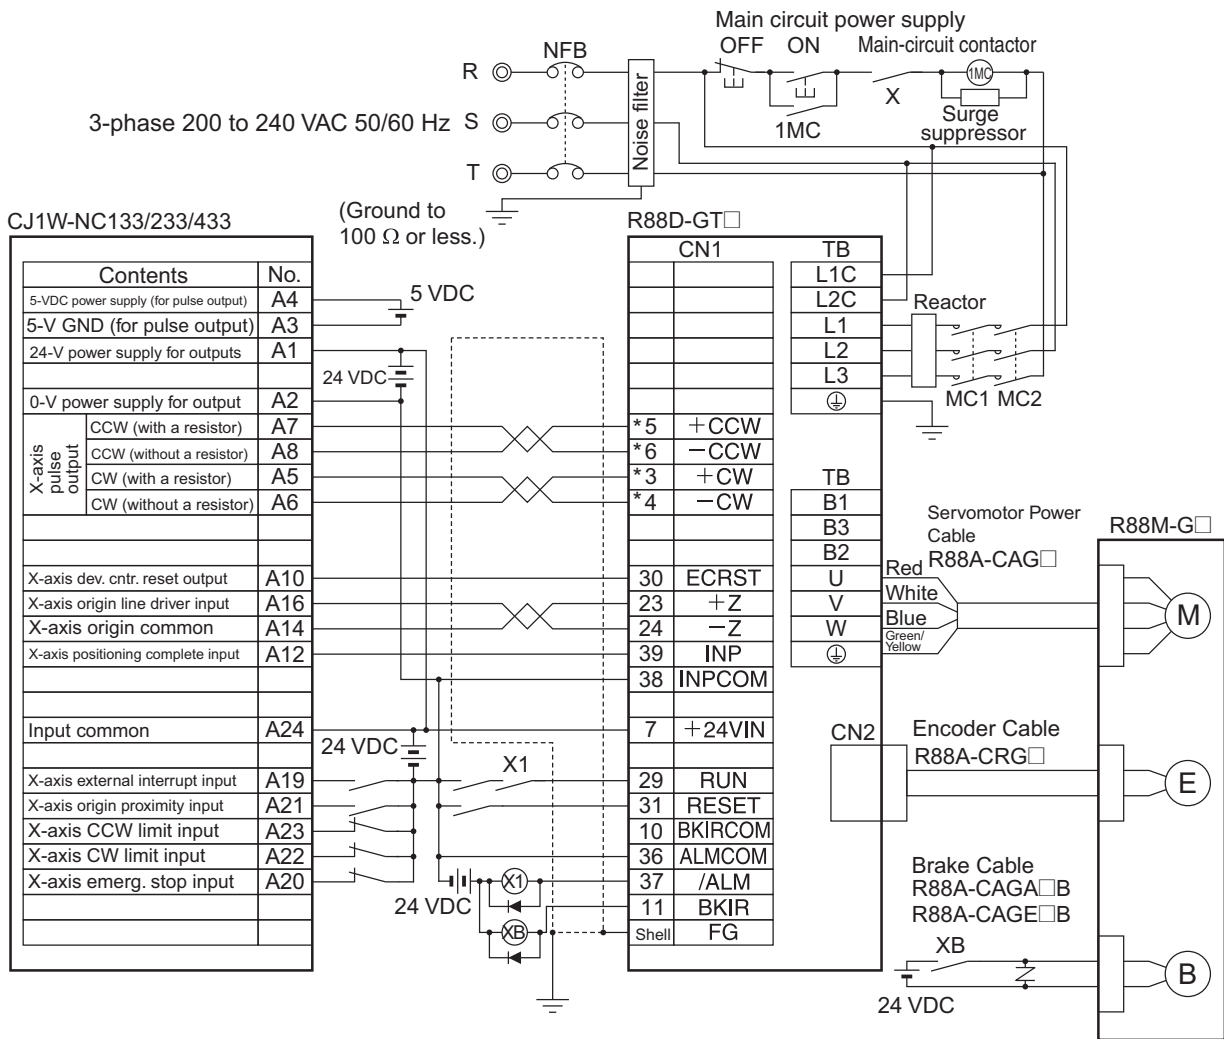 Main circuit power supply
OFF ON Main-circuit contactor
NFB
R
1MC
X
Noise filter
Surge suppressor
1MC
3-phase 200 to 240 VAC 50/60 Hz S
T
CJ1W-NC133/233/433
(Ground to
100 Ω or less.)
R88D-GT□
CN1 TB
Contents No.
L1C
5-VDC power supply (for pulse output) A4
5 VDC
L2C
Reactor
5-V GND (for pulse output) A3
L1
24-V power supply for outputs A1
L2
24 VDC
L3
MC1 MC2
0-V power supply for output A2
X-axis pulse output
CCW (with a resistor) A7
*5 +CCW
CCW (without a resistor) A8
*6 −CCW
CW (with a resistor) A5
*3 +CW
TB
CW (without a resistor) A6
*4 −CW
B1
B3
B2
Servomotor Power
Cable
R88A-CAG□
R88M-G□
X-axis dev. cntr. reset output A10
30 ECRST
U
Red
X-axis origin line driver input A16
23 +Z
V
White
X-axis origin common A14
24 −Z
W
Blue
M
X-axis positioning complete input A12
39 INP
Green/
Yellow
38 INPCOM
Input common A24
7 +24VIN
CN2
Encoder Cable
R88A-CRG□
24 VDC
X1
E
X-axis external interrupt input A19
29 RUN
X-axis origin proximity input A21
31 RESET
X-axis CCW limit input A23
10 BKIRCOM
X-axis CW limit input A22
36 ALMCOM
X-axis emerg. stop input A20
X1
37 /ALM
24 VDC
11 BKIR
XB
Shell FG
Brake Cable
R88A-CAGA□B
R88A-CAGE□B
XB
B
24 VDC